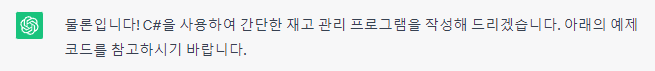 물론입니다! C#을 사용하여 간단한 재고 관리 프로그램을 작성해 드리겠습니다. 아래의 예제
코드를 참고하시기 바랍니다.